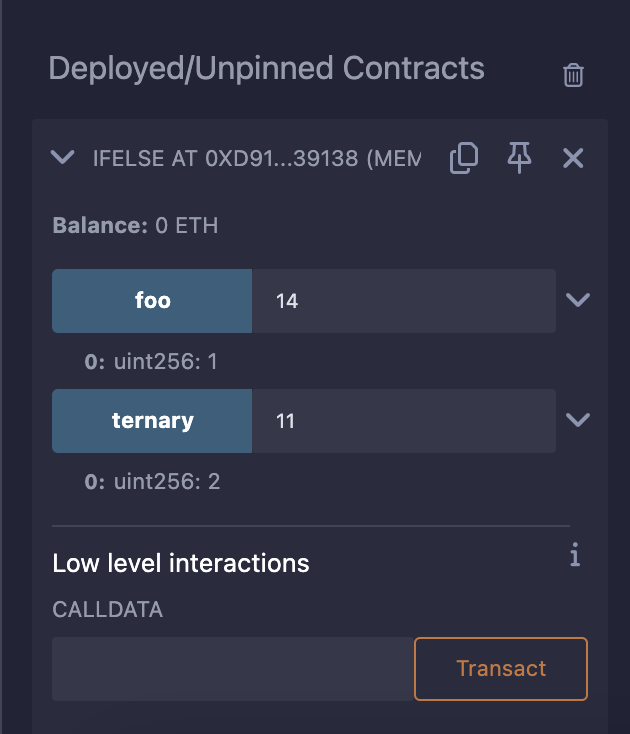 Deployed/Unpinned Contracts
IFELSE AT 0XD91...39138 (MEM
Balance: 0 ETH
foo 14
0: uint256: 1
ternary 11
0: uint256: 2
Low level interactions i
CALLDATA
Transact